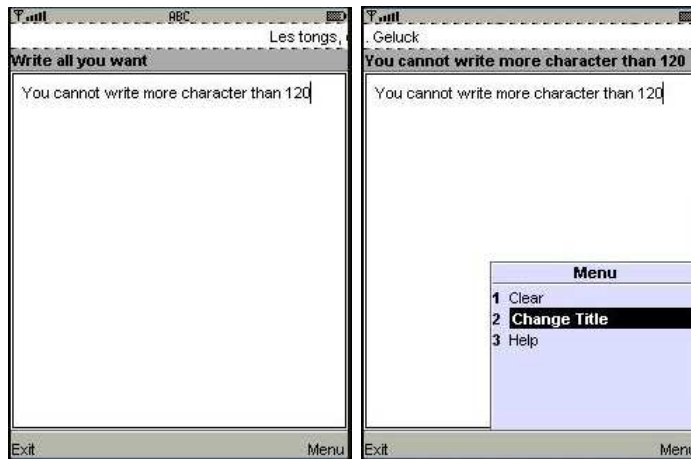 ABC
Les tongs,
Write all you want
You cannot write more character than 120
Exit Menu
. Geluck
You cannot write more character than 120
You cannot write more character than 120
Menu
1 Clear
2 Change Title
3 Help
Exit Menu